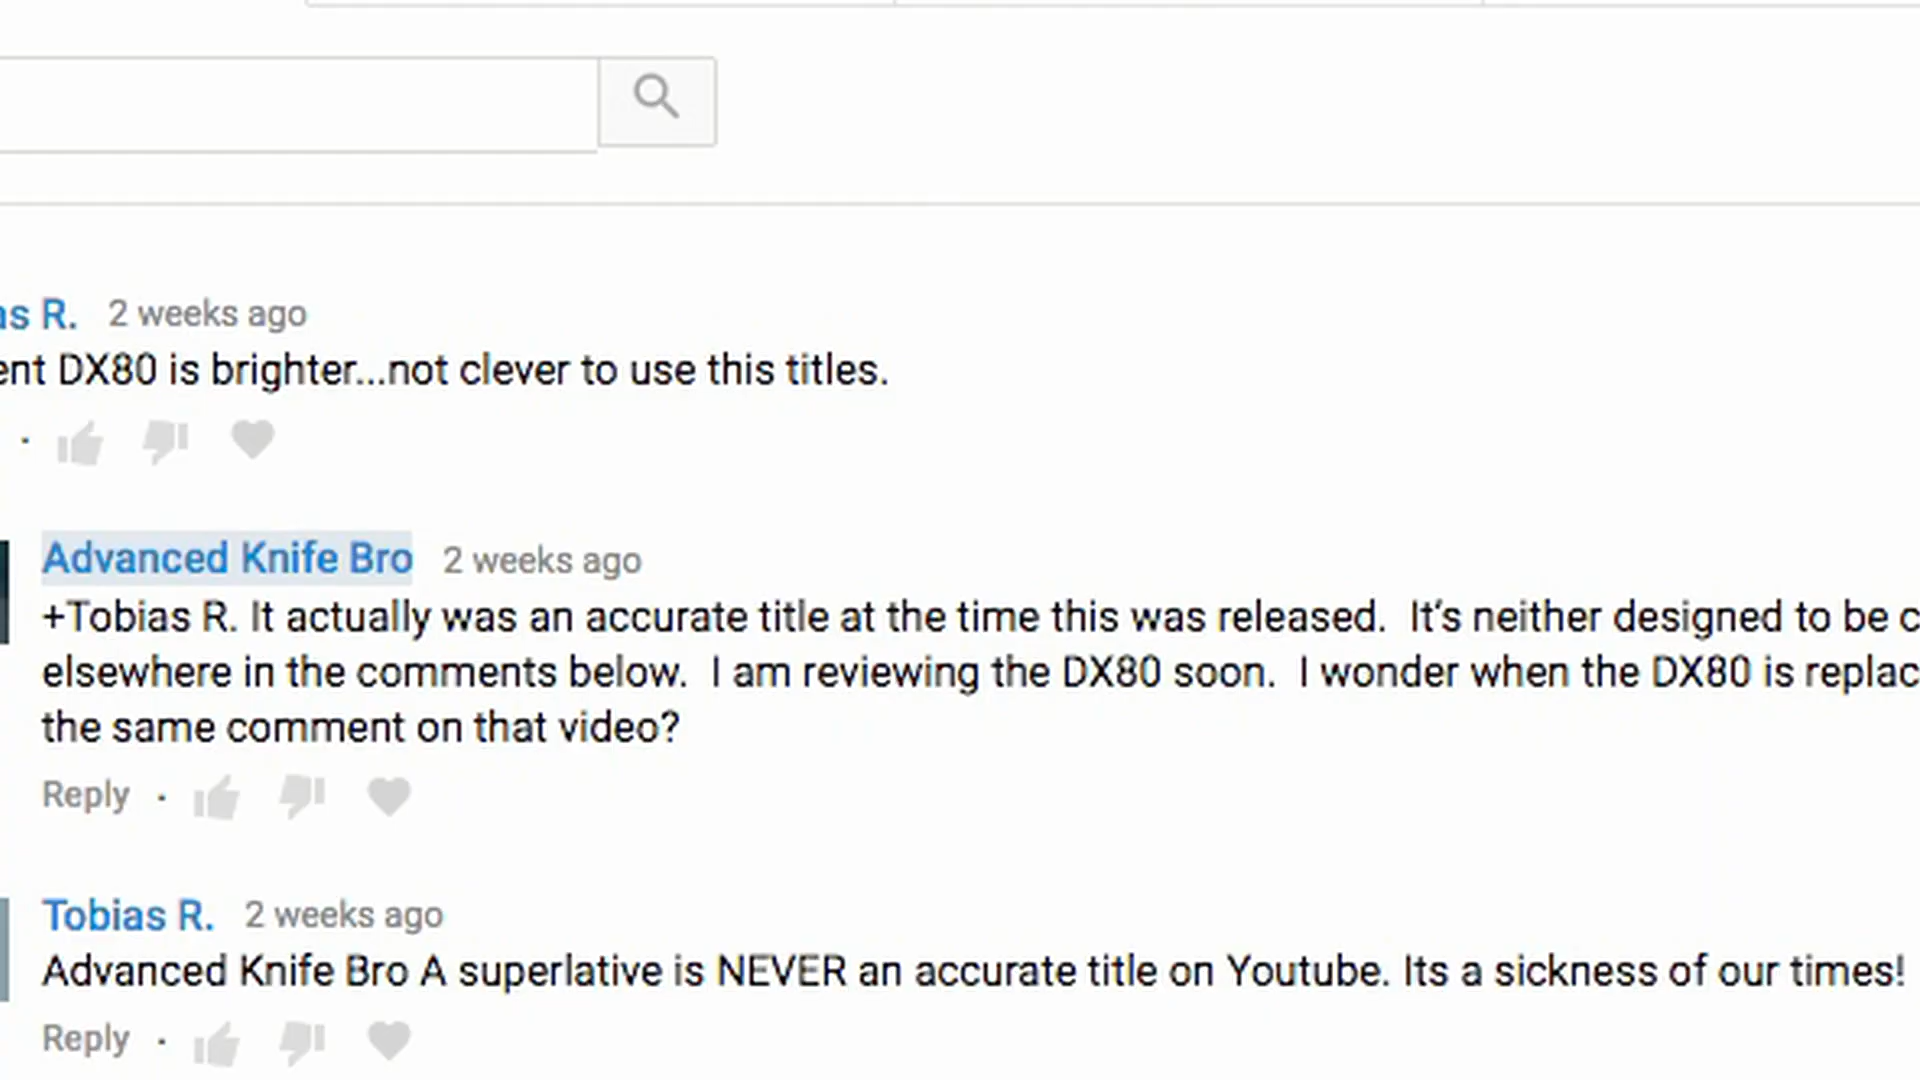 R. 2 weeks ago
DX80 is brighter...not clever to use this titles.
Advanced Knife Bro 2 weeks ago
+Tobias R. It actually was an accurate title at the time this was released. It's neither designed to be
elsewhere in the comments below. I am reviewing the DX80 soon. I wonder when the DX80 is
the same comment on that video?
Reply ·
Tobias R. 2 weeks ago
Advanced Knife Bro A superlative is NEVER an accurate title on Youtube. Its a sickness of our times!
Reply ·